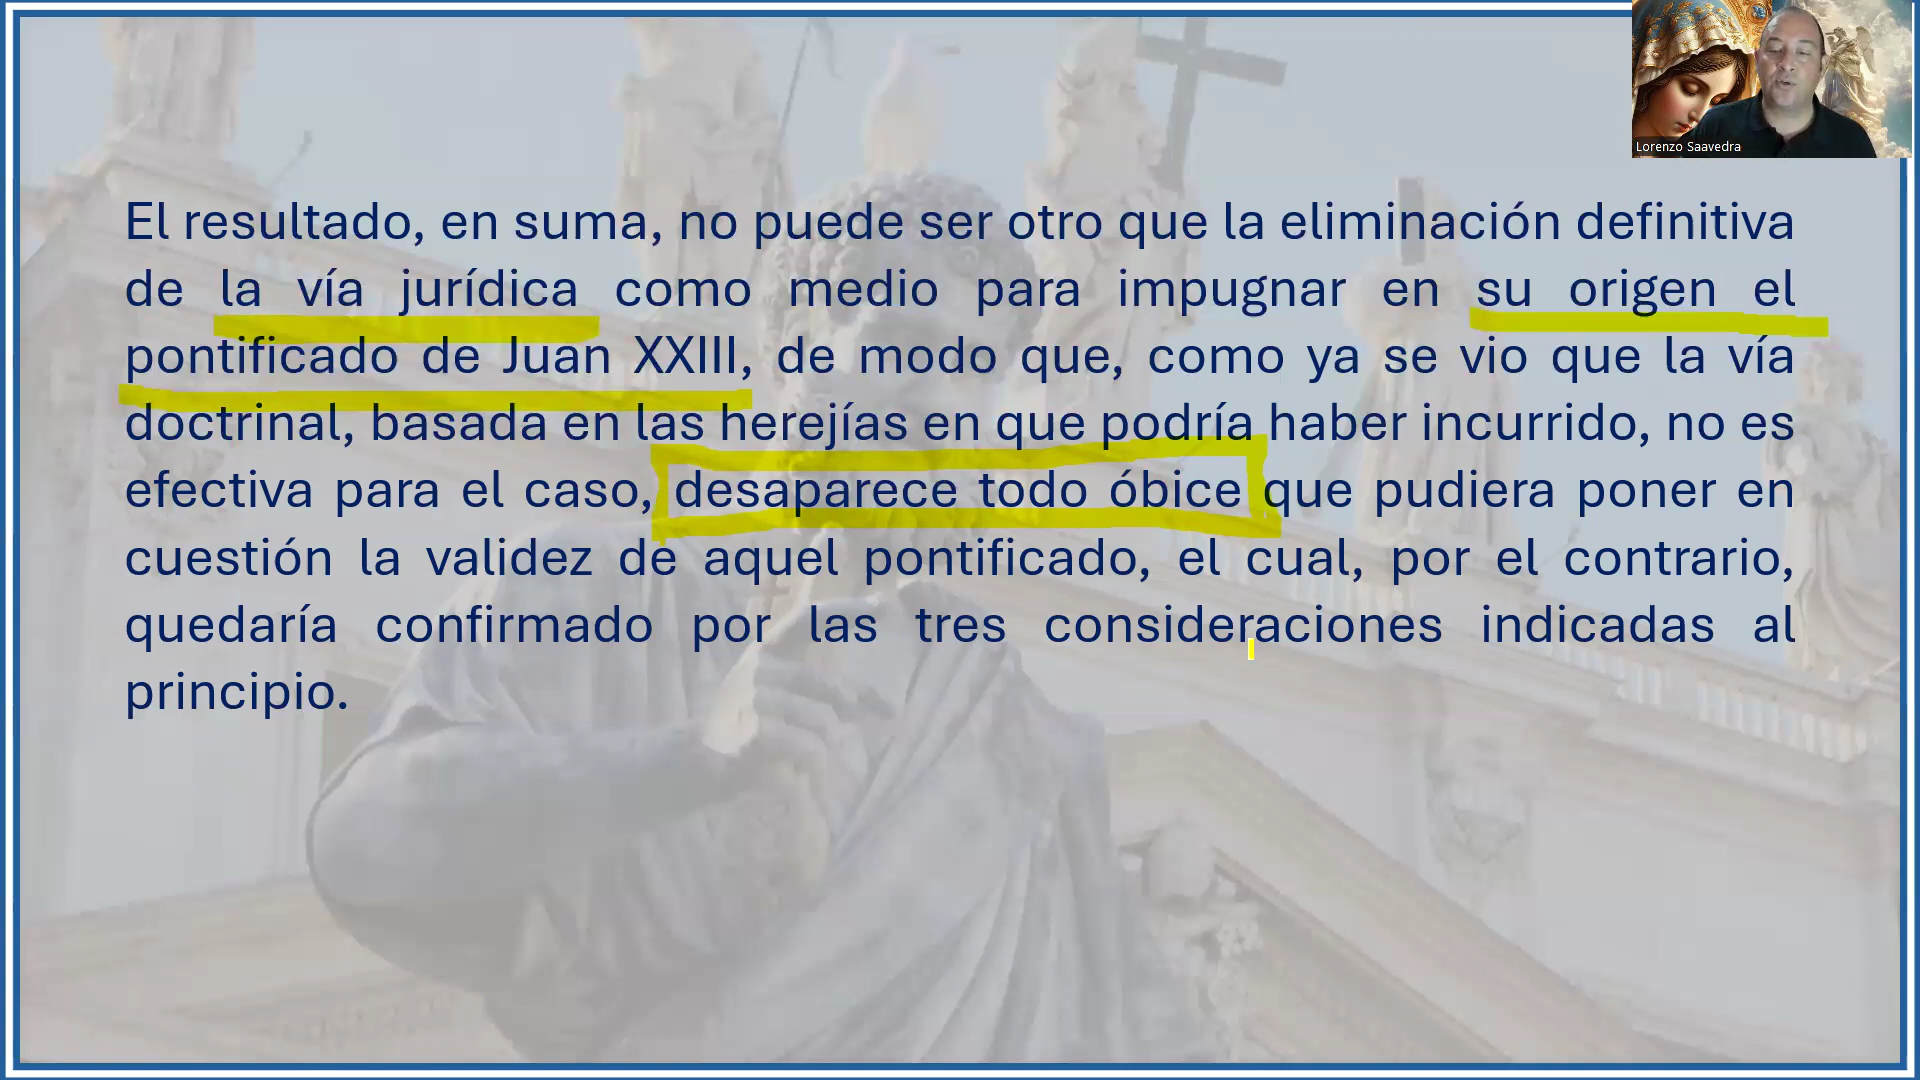 Lorenzo Saavedra
El resultado, en suma, no puede ser otro que la eliminación definitiva
de la vía jurídica como medio para impugnar en su origen el
pontificado de Juan XXIII, de modo que, como ya se vio que la vía
doctrinal, basada en las herejías en que podría haber incurrido, no es
efectiva para el caso, desaparece todo óbice que pudiera poner en
cuestión la validez de aquel pontificado, el cual, por el contrario,
quedaría confirmado por las tres consideraciones indicadas al
principio.